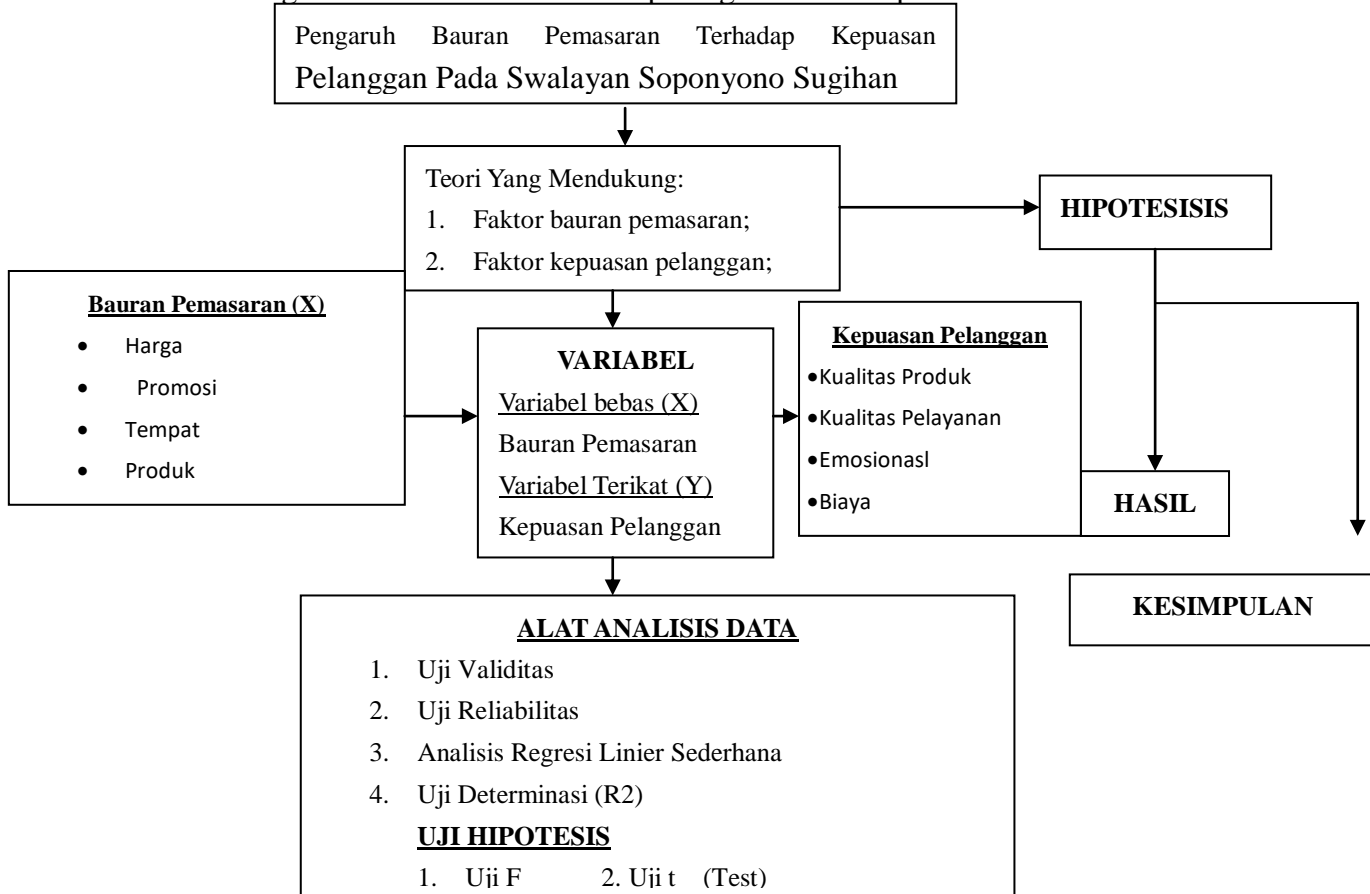 Pengaruh Bauran Pemasaran Terhadap Kepuasan
Pelanggan Pada Swalayan Soponyono Sugihan
Teori Yang Mendukung:
1. Faktor bauran pemasaran;
2. Faktor kepuasan pelanggan;
HIPOTESISIS
Bauran Pemasaran (X)
• Harga
• Promosi
• Tempat
• Produk
VARIABEL
Variabel bebas (X)
Bauran Pemasaran
Variabel Terikat (Y)
Kepuasan Pelanggan
Kepuasan Pelanggan
•Kualitas Produk
•Kualitas Pelayanan
•Emosionasl
•Biaya
HASIL
KESIMPULAN
ALAT ANALISIS DATA
1. Uji Validitas
2. Uji Reliabilitas
3. Analisis Regresi Linier Sederhana
4. Uji Determinasi (R2)
UJI HIPOTESIS
1. Uji F 2. Uji t (Test)